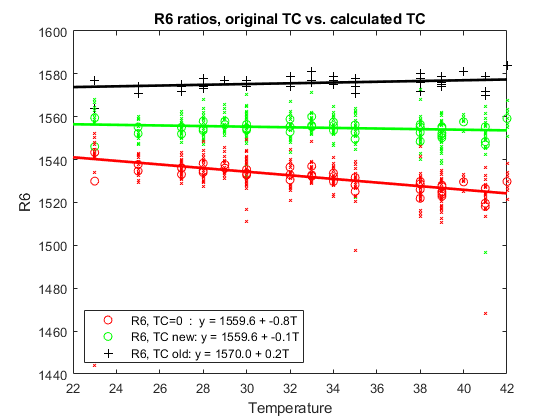 R6 ratios, original TC vs. calculated TC
1600
1580
1560
1540
1520
1500
1480
1460
1440
R6
22 24 26 28 30 32 34 36 38 40 42
Temperature
R6, TC=0 : y = 1559.6 + -0.8T
R6, TC new: y = 1559.6 + -0.1T
R6, TC old: y = 1570.0 + 0.2T